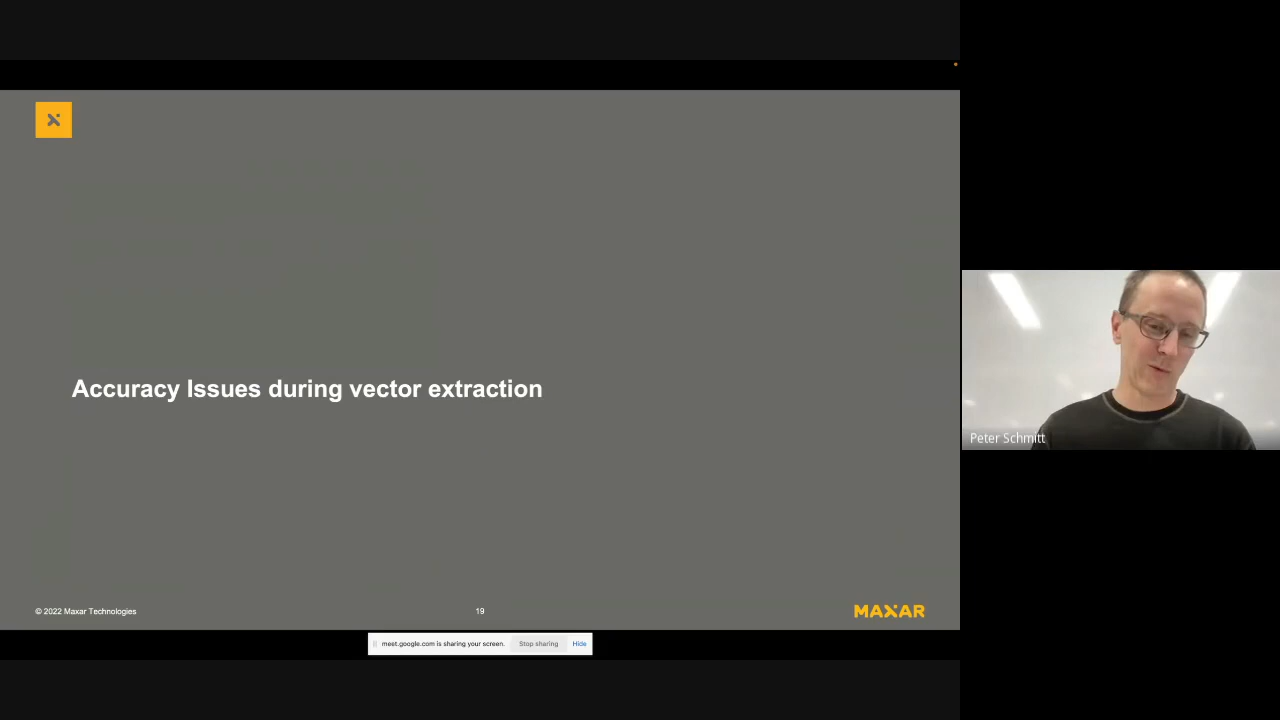 Accuracy Issues during vector extraction
Peter Schmitt
© 2022 Maxar Technologies
19
MAXAR
meet.google.com is sharing your screen.
Stop sharing
Hide